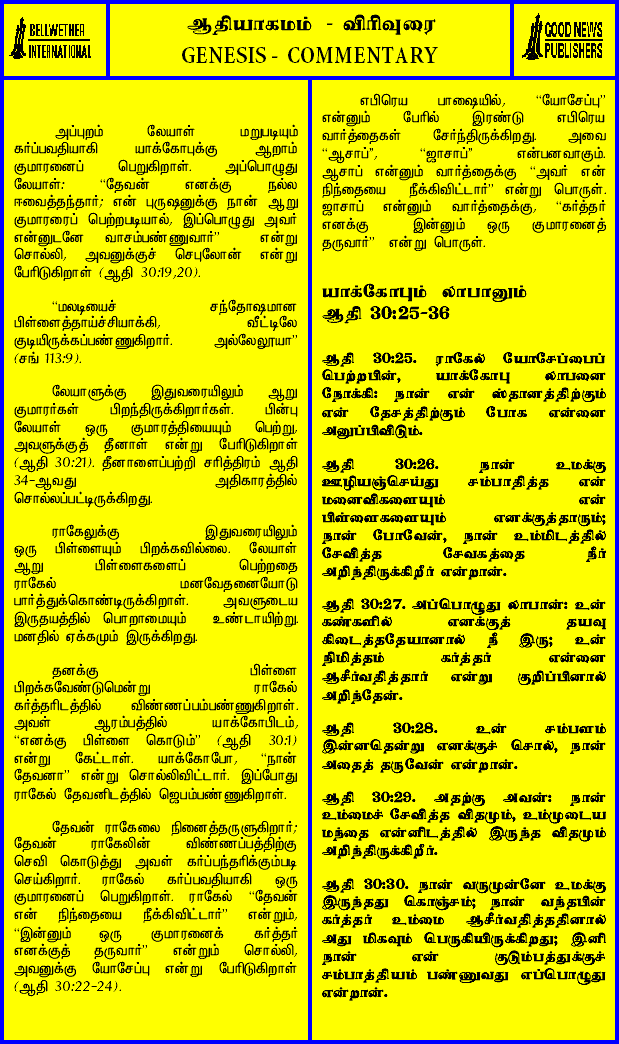 BELLWETHER
INTERNATIONAL
ஆதியாகமம் - விரிவுரை
GENESIS - COMMENTARY
GOOD NEWS
PUBLISHERS
அப்புறம் லேயாள் மறுபடியும்
கர்ப்பவதியாகி யாக்கோபுக்கு ஆறாம்
குமாரனைப் பெறுகிறாள். அப்பொழுது
லேயாள்: “தேவன் எனக்கு நல்ல
ஈவைத்தந்தார்; என் புருஷனுக்கு நான் ஆறு
குமாரரைப் பெற்றபடியால், இப்பொழுது அவர்
என்னுடனே வாசம்பண்ணுவார்” என்று
சொல்லி, அவனுக்குச் செபுலோன் என்று
பேரிடுகிறாள் (ஆதி 30:19,20).
“மலடியைச் சந்தோஷமான
பிள்ளைத்தாய்ச்சியாக்கி, வீட்டிலே
குடியிருக்கப்பண்ணுகிறார். அல்லேலூயா”
(சங் 113:9).
லேயாளுக்கு இதுவரையிலும் ஆறு
குமாரர்கள் பிறந்திருக்கிறார்கள். பின்பு
லேயாள் ஒரு குமாரத்தியையும் பெற்று,
அவளுக்குத் தீனாள் என்று பேரிடுகிறாள்
(ஆதி 30:21). தீனாளைப்பற்றி சரித்திரம் ஆதி
34-ஆவது அதிகாரத்தில்
சொல்லப்பட்டிருக்கிறது.
ராகேலுக்கு இதுவரையிலும்
ஒரு பிள்ளையும் பிறக்கவில்லை. லேயாள்
ஆறு பிள்ளைகளைப் பெற்றதை
ராகேல் மனவேதனையோடு
பார்த்துக்கொண்டிருக்கிறாள். அவளுடைய
இருதயத்தில் பொறாமையும் உண்டாயிற்று.
மனதில் ஏக்கமும் இருக்கிறது.
தனக்கு பிள்ளை
பிறக்கவேண்டுமென்று ராகேல்
கர்த்தரிடத்தில் விண்ணப்பம்பண்ணுகிறாள்.
அவள் ஆரம்பத்தில் யாக்கோபிடம்,
“எனக்கு பிள்ளை கொடும்” (ஆதி 30:1)
என்று கேட்டாள். யாக்கோபோ, “நான்
தேவனா” என்று சொல்லிவிட்டார். இப்போது
ராகேல் தேவனிடத்தில் ஜெபம்பண்ணுகிறாள்.
தேவன் ராகேலை நினைத்தருளுகிறார்;
தேவன் ராகேலின் விண்ணப்பத்திற்கு
செவி கொடுத்து அவள் கர்ப்பந்தரிக்கும்படி
செய்கிறார். ராகேல் கர்ப்பவதியாகி ஒரு
குமாரனைப் பெறுகிறாள். ராகேல் “தேவன்
என் நிந்தையை நீக்கிவிட்டார்” என்றும்,
“இன்னும் ஒரு குமாரனைக் கர்த்தர்
எனக்குத் தருவார்” என்றும் சொல்லி,
அவனுக்கு யோசேப்பு என்று பேரிடுகிறாள்
(ஆதி 30:22-24).
எபிரெய பாஷையில், “யோசேப்பு”
என்னும் பேரில் இரண்டு எபிரெய
வார்த்தைகள் சேர்ந்திருக்கிறது. அவை
“ஆசாப்”, “ஜாசாப்” என்பனவாகும்.
ஆசாப் என்னும் வார்த்தைக்கு “அவர் என்
நிந்தையை நீக்கிவிட்டார்” என்று பொருள்.
ஜாசாப் என்னும் வார்த்தைக்கு, “கர்த்தர்
எனக்கு இன்னும் ஒரு குமாரனைத்
தருவார்” என்று பொருள்.
யாக்கோபும் லாபானும்
ஆதி 30:25-36
ஆதி 30:25. ராகேல் யோசேப்பைப்
பெற்றபின், யாக்கோபு லாபனை
நோக்கி: நான் என் ஸ்தானத்திற்கும்
என் தேசத்திற்கும் போக என்னை
அனுப்பிவிடும்.
ஆதி 30:26. நான் உமக்கு
ஊழியஞ்செய்து சம்பாதித்த என்
மனைவிகளையும் என்
பிள்ளைகளையும் எனக்குத்தாரும்;
நான் போவேன், நான் உம்மிடத்தில்
சேவித்த சேவகத்தை நீர்
அறிந்திருக்கிறீர் என்றான்.
ஆதி 30:27. அப்பொழுது லாபான்: உன்
கண்களில் எனக்குத் தயவு
கிடைத்ததேயானால் நீ இரு; உன்
நிமித்தம் கர்த்தர் என்னை
ஆசீர்வதித்தார் என்று குறிப்பினால்
அறிந்தேன்.
ஆதி 30:28. உன் சம்பளம்
இன்னதென்று எனக்குச் சொல், நான்
அதைத் தருவேன் என்றான்.
ஆதி 30:29. அதற்கு அவன்: நான்
உம்மைச் சேவித்த விதமும், உம்முடைய
மந்தை என்னிடத்தில் இருந்த விதமும்
அறிந்திருக்கிறீர்.
ஆதி 30:30. நான் வருமுன்னே உமக்கு
இருந்தது கொஞ்சம்; நான் வந்தபின்
கர்த்தர் உம்மை ஆசீர்வதித்ததினால்
அது மிகவும் பெருகியிருக்கிறது; இனி
நான் என் குடும்பத்துக்குச்
சம்பாத்தியம் பண்ணுவது எப்பொழுது
என்றான்.